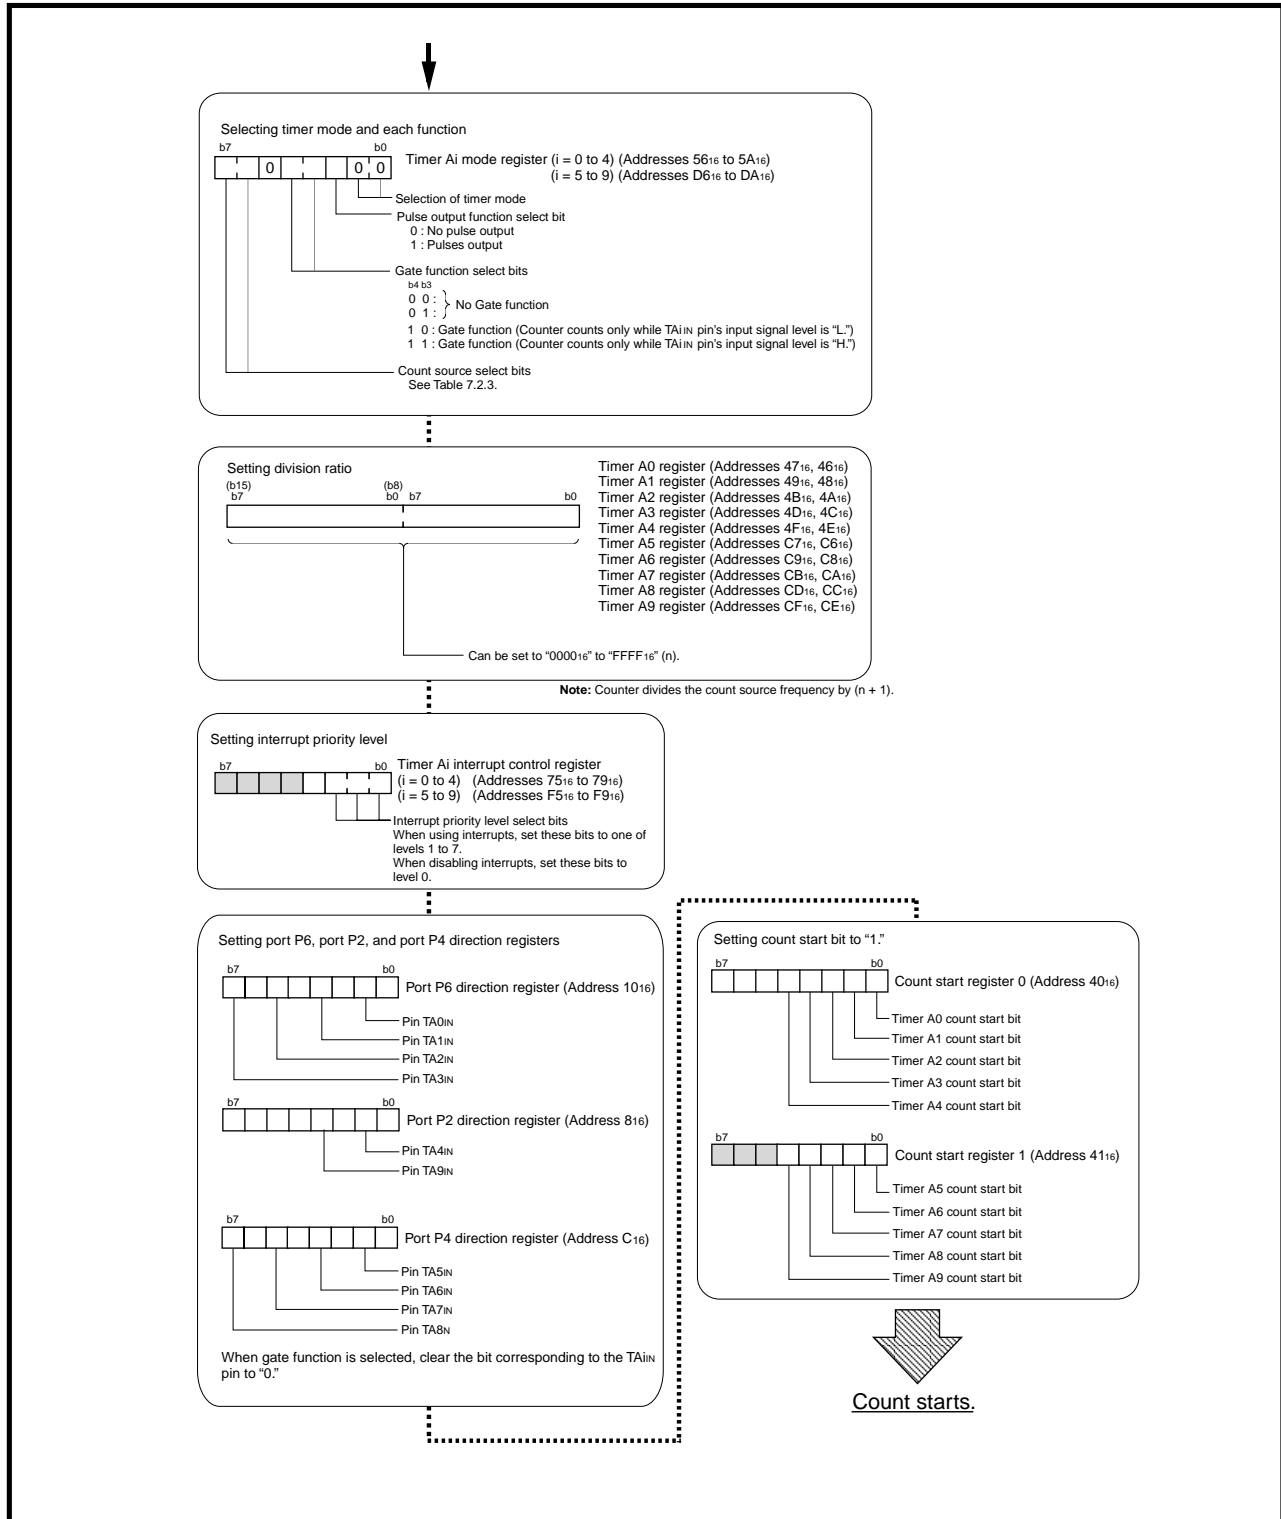 Selecting timer mode and each function
b7 b0
0 0 0
Timer Ai mode register (i = 0 to 4) (Addresses 5616 to 5A16)
(i = 5 to 9) (Addresses D616 to DA16)
Selection of timer mode
Pulse output function select bit
0 : No pulse output
1 : Pulses output
Gate function select bits
b4 b3
0 0 :
0 1 :
No Gate function
1 0 : Gate function (Counter counts only while TAiIN pin's input signal level is “L.”)
1 1 : Gate function (Counter counts only while TAiIN pin's input signal level is “H.”)
Count source select bits
See Table 7.2.3.
Setting division ratio
(b15) (b8)
b7 b0 b7 b0
Timer A0 register (Addresses 4716, 4616)
Timer A1 register (Addresses 4916, 4816)
Timer A2 register (Addresses 4B16, 4A16)
Timer A3 register (Addresses 4D16, 4C16)
Timer A4 register (Addresses 4F16, 4E16)
Timer A5 register (Addresses C716, C616)
Timer A6 register (Addresses C916, C816)
Timer A7 register (Addresses CB16, CA16)
Timer A8 register (Addresses CD16, CC16)
Timer A9 register (Addresses CF16, CE16)
Can be set to “000016” to “FFFF16” (n).
Note: Counter divides the count source frequency by (n + 1).
Setting interrupt priority level
b7 b0
Timer Ai interrupt control register
(i = 0 to 4) (Addresses 7516 to 7916)
(i = 5 to 9) (Addresses F516 to F916)
Interrupt priority level select bits
When using interrupts, set these bits to one of
levels 1 to 7.
When disabling interrupts, set these bits to
level 0.
Setting port P6, port P2, and port P4 direction registers
b7 b0
Port P6 direction register (Address 1016)
Pin TA0IN
Pin TA1IN
Pin TA2IN
Pin TA3IN
b7 b0
Port P2 direction register (Address 816)
Pin TA4IN
Pin TA9IN
b7 b0
Port P4 direction register (Address C16)
Pin TA5IN
Pin TA6IN
Pin TA7IN
Pin TA8N
When gate function is selected, clear the bit corresponding to the TAiIN
pin to “0.”
Setting count start bit to “1.”
b7 b0
Count start register 0 (Address 4016)
Timer A0 count start bit
Timer A1 count start bit
Timer A2 count start bit
Timer A3 count start bit
Timer A4 count start bit
b7 b0
Count start register 1 (Address 4116)
Timer A5 count start bit
Timer A6 count start bit
Timer A7 count start bit
Timer A8 count start bit
Timer A9 count start bit
Count starts.